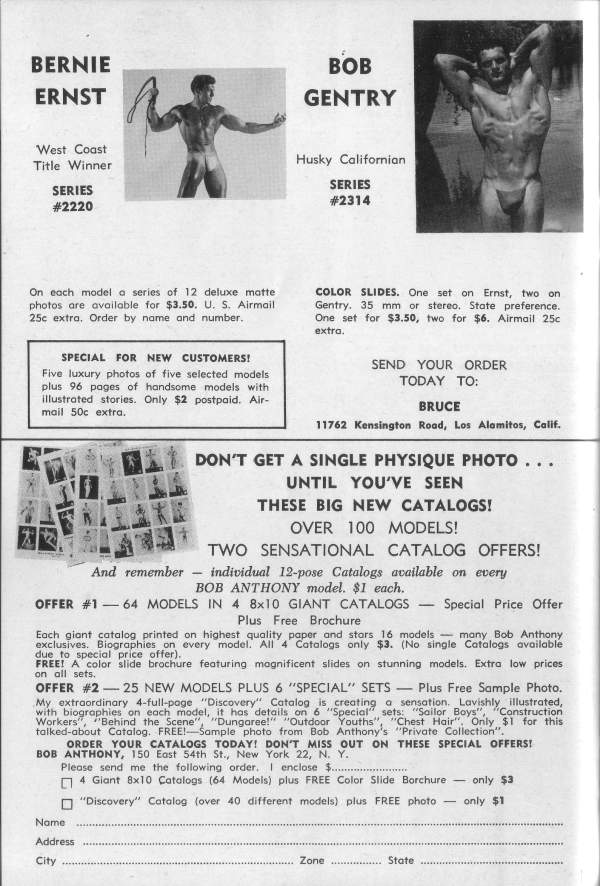 BERNIE
ERNST
West Coast
Title Winner
SERIES
#2220
BOB
GENTRY
Husky Californian
SERIES
#2314
On each model a series of 12 deluxe matte
photos are available for $3.50. U. S. Airmail
25c extra. Order by name and number.
SPECIAL FOR NEW CUSTOMERS!
Five luxury photos of five selected models
plus 96 pages of handsome models with
illustrated stories. Only $2 postpaid. Air-
mail 50c extra.
COLOR SLIDES. One set on Ernst, two on
Gentry. 35 mm or stereo. State preference.
One set for $3.50, two for $6. Airmail 25c
extra.
SEND YOUR ORDER
TODAY TO:
BRUCE
11762 Kensington Road, Los Alamitos, Calif.
DON'T GET A SINGLE PHYSIQUE PHOTO . . .
UNTIL YOU'VE SEEN
THESE BIG NEW CATALOGS!
OVER 100 MODELS!
TWO SENSATIONAL CATALOG OFFERS!
And remember — individual 12-pose Catalogs available on every
BOB ANTHONY model. $1 each.
OFFER #1 — 64 MODELS IN 4 8x10 GIANT CATALOGS — Special Price Offer
Plus Free Brochure
Each giant catalog printed on highest quality paper and stars 16 models — many Bob Anthony
exclusives. Biographies on every model. All 4 Catalogs only $3. (No single Catalogs available
due to special price offer).
FREE! A color slide brochure featuring magnificent slides on stunning models. Extra low prices
on all sets.
OFFER #2 — 25 NEW MODELS PLUS 6 "SPECIAL" SETS — Plus Free Sample Photo.
My extraordinary 4-full-page "Discovery" Catalog is creating a sensation. Lavishly illustrated,
with biographies on each model, it has details on 6 "Special" sets: "Sailor Boys", "Construction
Workers", "Behind the Scene", "Dungaree!" "Outdoor Youths", "Chest Hair". Only $1 for this
talked-about Catalog. FREE!—Sample photo from Bob Anthony's "Private Collection".
ORDER YOUR CATALOGS TODAY! DON'T MISS OUT ON THESE SPECIAL OFFERS!
BOB ANTHONY, 150 East 54th St., New York 22, N. Y.
Please send me the following order. I enclose $........................
4 Giant 8x10 Catalogs (64 Models) plus FREE Color Slide Borchure — only $3
"Discovery" Catalog (over 40 different models) plus FREE photo — only $1
Name ........................
Address ........................
City ........................ Zone ............... State ........................